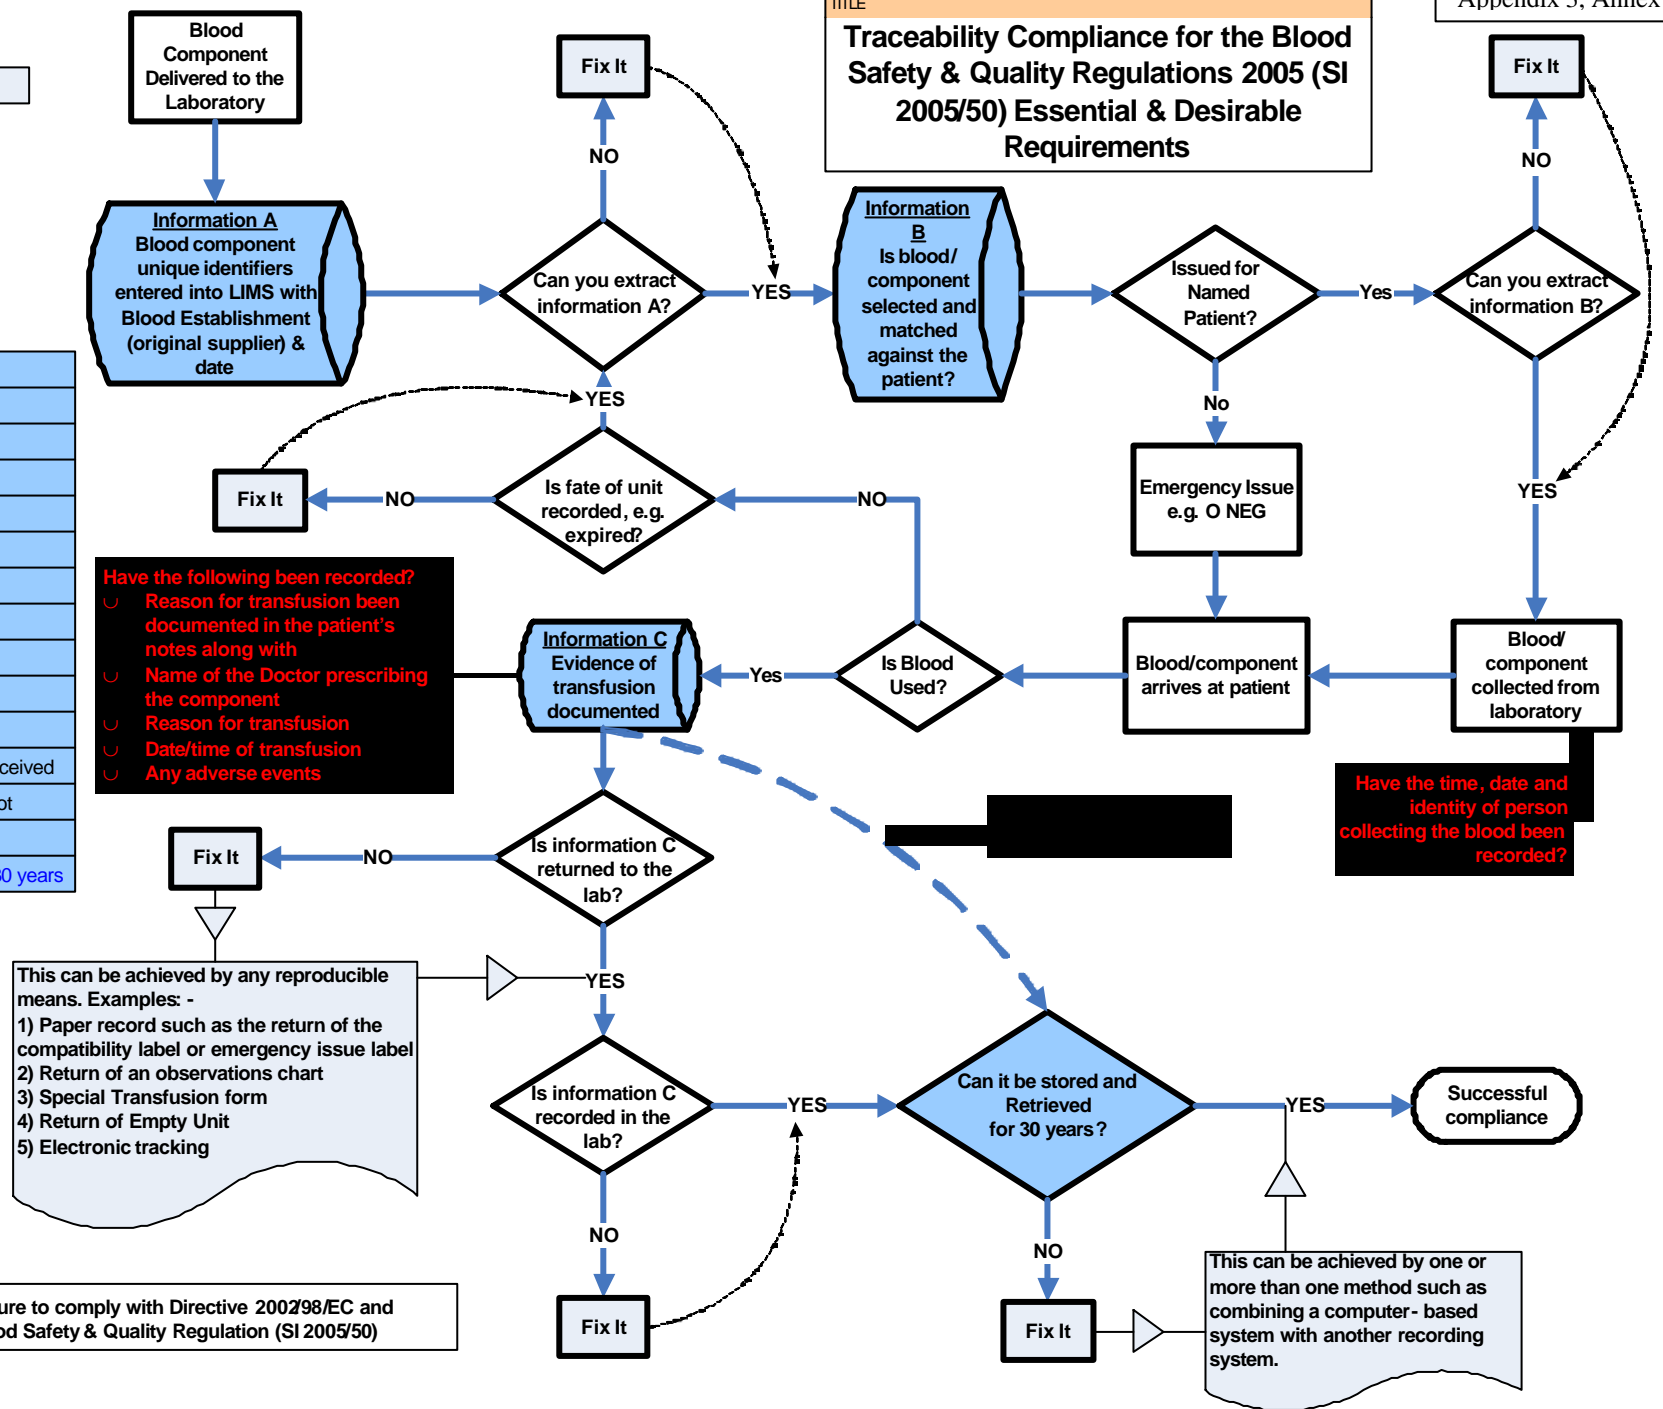 TITLE
Traceability Compliance for the Blood
Safety & Quality Regulations 2005 (SI
2005/50) Essential & Desirable
Requirements
Appendix 3, Annex
Blood
Component
Delivered to the
Laboratory
Fix It
NO
Fix It
NO
Information A
Blood component
unique identifiers
entered into LIMS with
Blood Establishment
(original supplier) &
date
Can you extract
information A?
YES
Information
B
Is blood/
component
selected and
matched
against the
patient?
Issued for
Named
Patient?
Yes
Can you extract
information B?
YES
No
YES
Fix It
NO
Is fate of unit
recorded, e.g.
expired?
NO
Emergency Issue
e.g. O NEG
Have the following been recorded?
∪ Reason for transfusion been
documented in the patient's
notes along with
∪ Name of the Doctor prescribing
the component
∪ Reason for transfusion
∪ Date/time of transfusion
∪ Any adverse events
Information C
Evidence of
transfusion
documented
Yes
Is Blood
Used?
Blood/component
arrives at patient
Blood/
component
collected from
laboratory
Have the time, date and
identity of person
collecting the blood been
recorded?
ceived
ot
30 years
Fix It
NO
Is information C
returned to the
lab?
YES
This can be achieved by any reproducible
means. Examples: -
1) Paper record such as the return of the
compatibility label or emergency issue label
2) Return of an observations chart
3) Special Transfusion form
4) Return of Empty Unit
5) Electronic tracking
Is information C
recorded in the
lab?
YES
Can it be stored and
Retrieved
for 30 years?
YES
Successful
compliance
NO
Fix It
NO
Fix It
This can be achieved by one or
more than one method such as
combining a computer- based
system with another recording
system.
ure to comply with Directive 2002/98/EC and
od Safety & Quality Regulation (SI 2005/50)